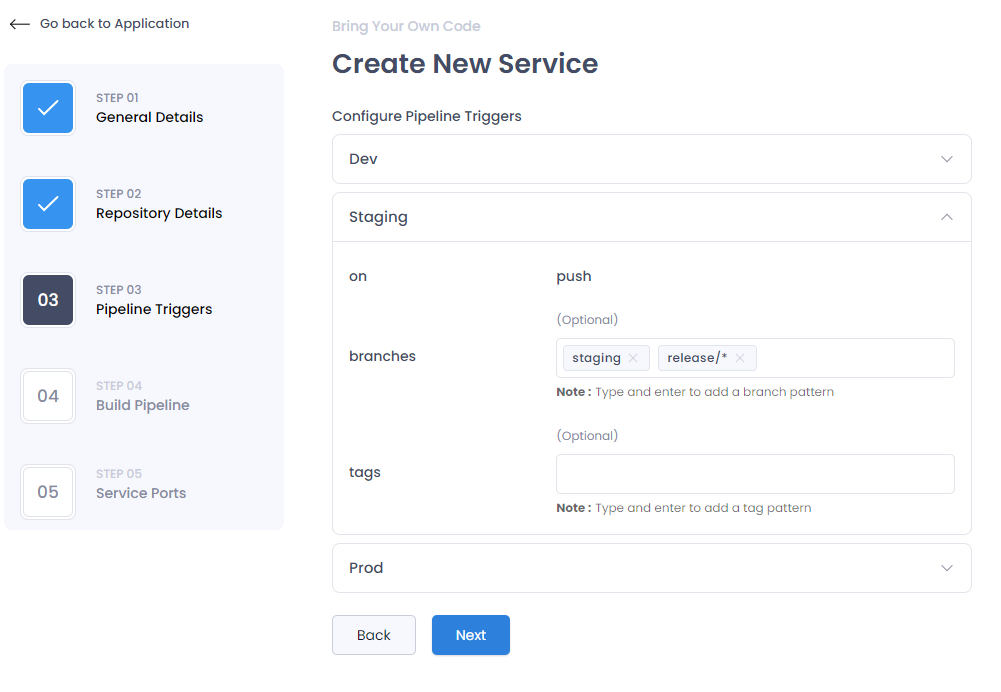 Go back to Application
STEP 01
General Details
STEP 02
Repository Details
03
STEP 03
Pipeline Triggers
04
STEP 04
Build Pipeline
05
STEP 05
Service Ports
Bring Your Own Code
Create New Service
Configure Pipeline Triggers
Dev
Staging
on push
(Optional)
branches staging release/*
Note : Type and enter to add a branch pattern
(Optional)
tags
Note : Type and enter to add a tag pattern
Prod
Back Next